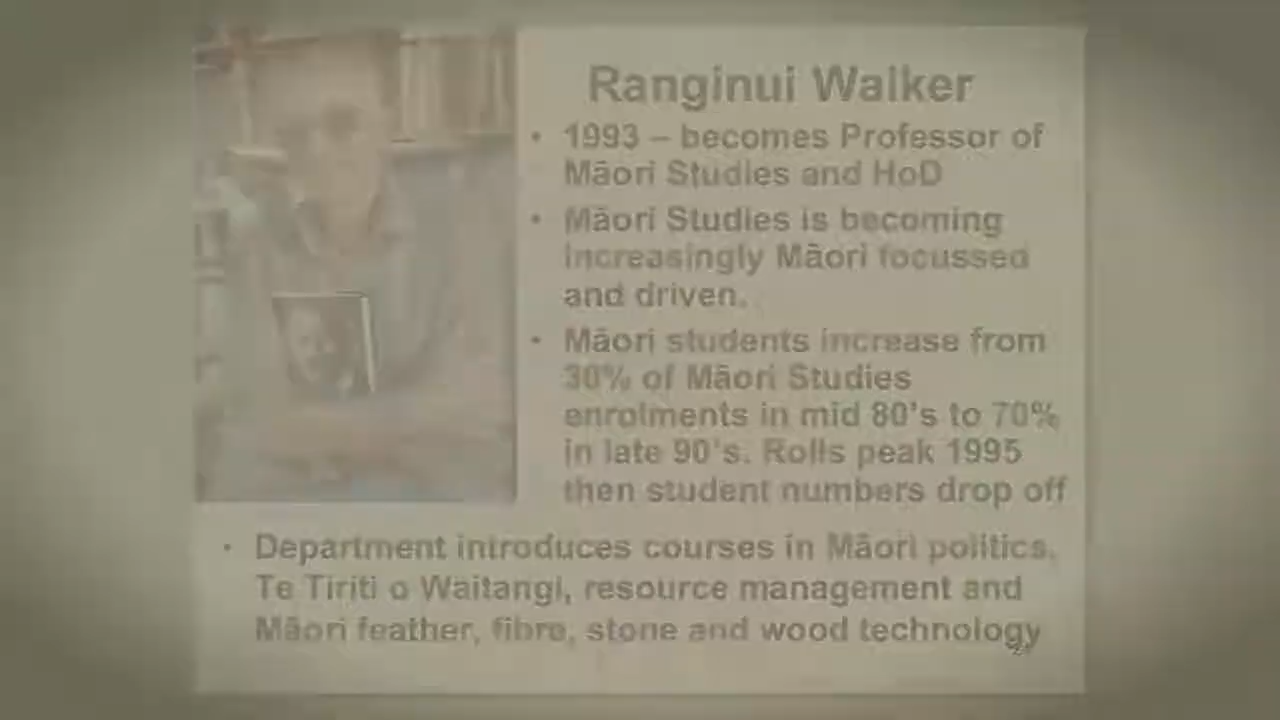 Ranginui Walker
• 1993 – becomes Professor of
Māori Studies and HoD
• Māori Studies is becoming
increasingly Māori focussed
and driven.
• Māori students increase from
30% of Māori Studies
enrolments in mid 80's to 70%
in late 90's. Rolls peak 1995
then student numbers drop off
• Department introduces courses in Māori politics,
Te Tiriti o Waitangi, resource management and
Māori feather, fibre, stone and wood technology